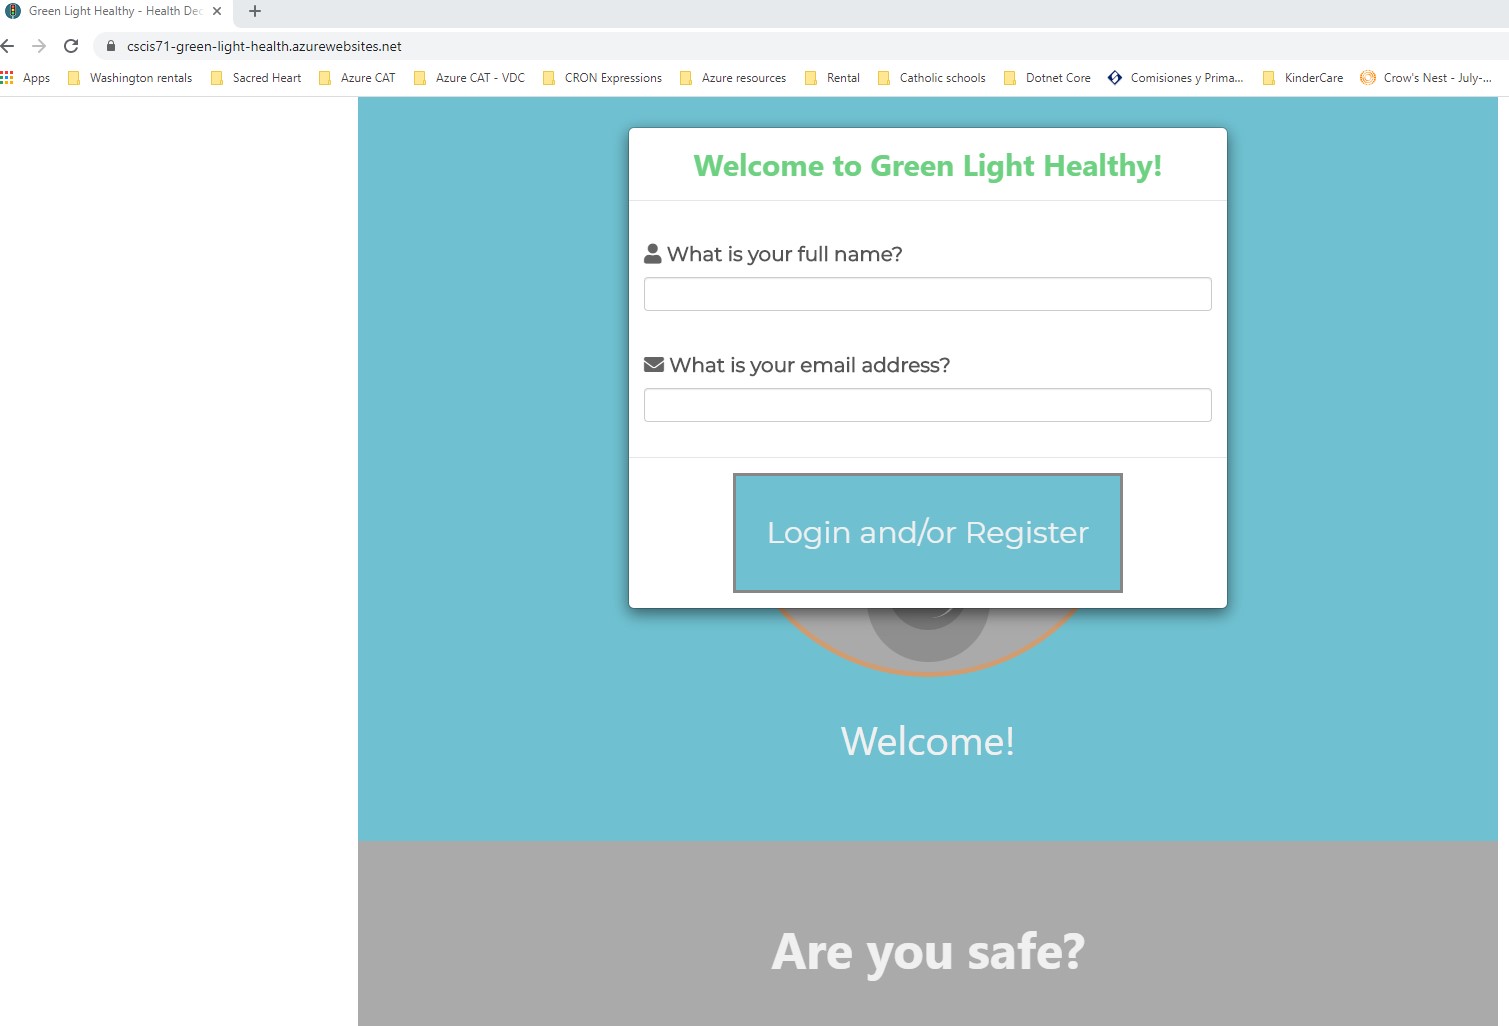 Green Light Healthy - Health Dec
cscis71-green-light-health.azurewebsites.net
Apps Washington rentals Sacred Heart Azure CAT Azure CAT - VDC CRON Expressions Azure resources Rental Catholic schools Dotnet Core Comisiones y Prima... KinderCare Crow's Nest - July-...
Welcome to Green Light Healthy!
What is your full name?
What is your email address?
Login and/or Register
Welcome!
Are you safe?